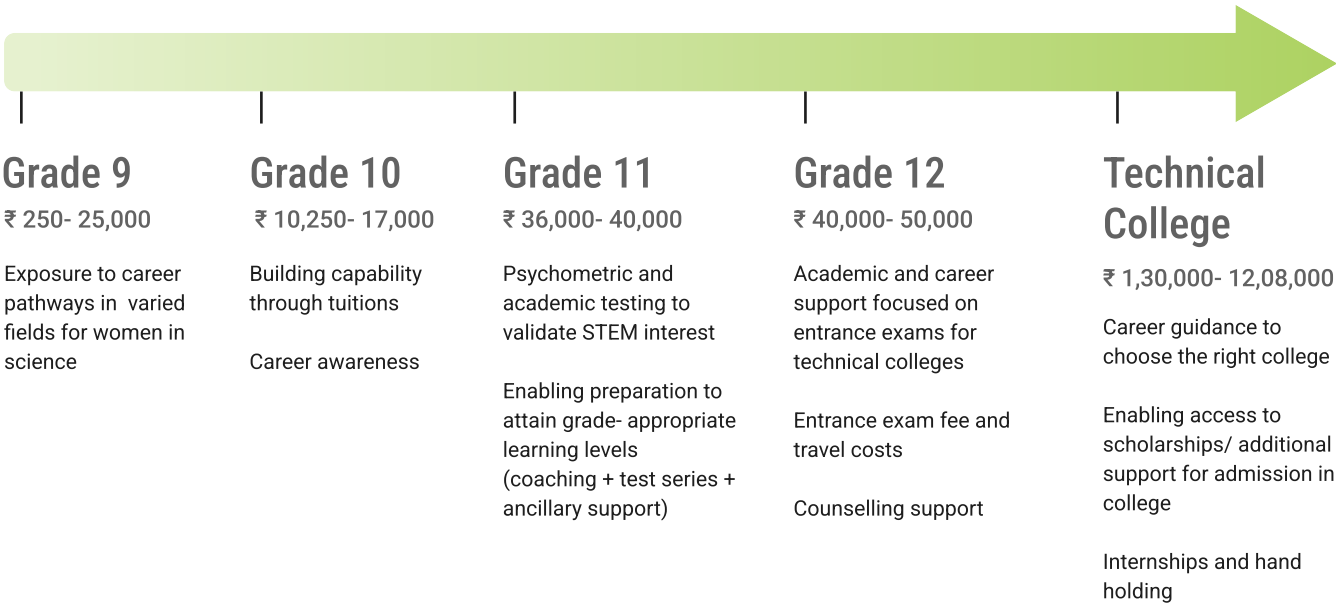 Grade 9
₹ 250- 25,000
Exposure to career
pathways in  varied
fields for women in
science
Grade 10
₹ 10,250- 17,000
Building capability
through tuitions
Career awareness
Grade 11
₹ 36,000- 40,000
Psychometric and
academic testing to
validate STEM interest
Enabling preparation to
attain grade- appropriate
learning levels
(coaching + test series +
ancillary support)
Grade 12
₹ 40,000- 50,000
Academic and career
support focused on
entrance exams for
technical colleges
Entrance exam fee and
travel costs
Counselling support
Technical
College
₹ 1,30,000- 12,08,000
Career guidance to
choose the right college
Enabling access to
scholarships/ additional
support for admission in
college
Internships and hand
holding